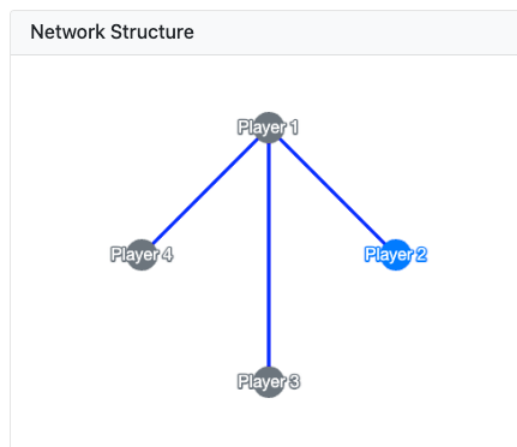 Network Structure
Player 1
Player 4
Player 2
Player 3